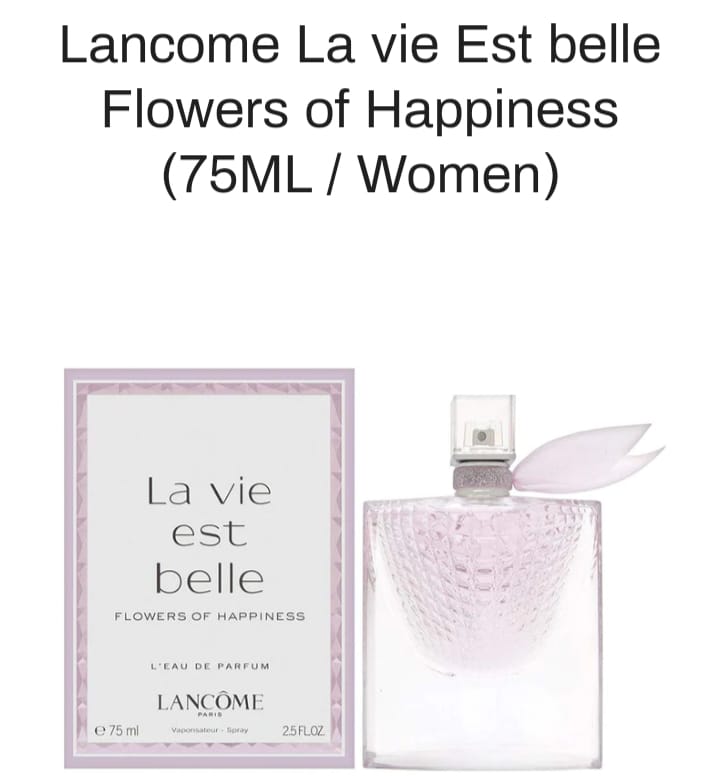 Lancome La vie Est belle
Flowers of Happiness
(75ML / Women)
La vie
est
belle
FLOWERS OF HAPPINESS
L'EAU DE PARFUM
LANCÔME
PARIS
℮ 75 ml Vaporisateur - Spray 2.5 FL.OZ.